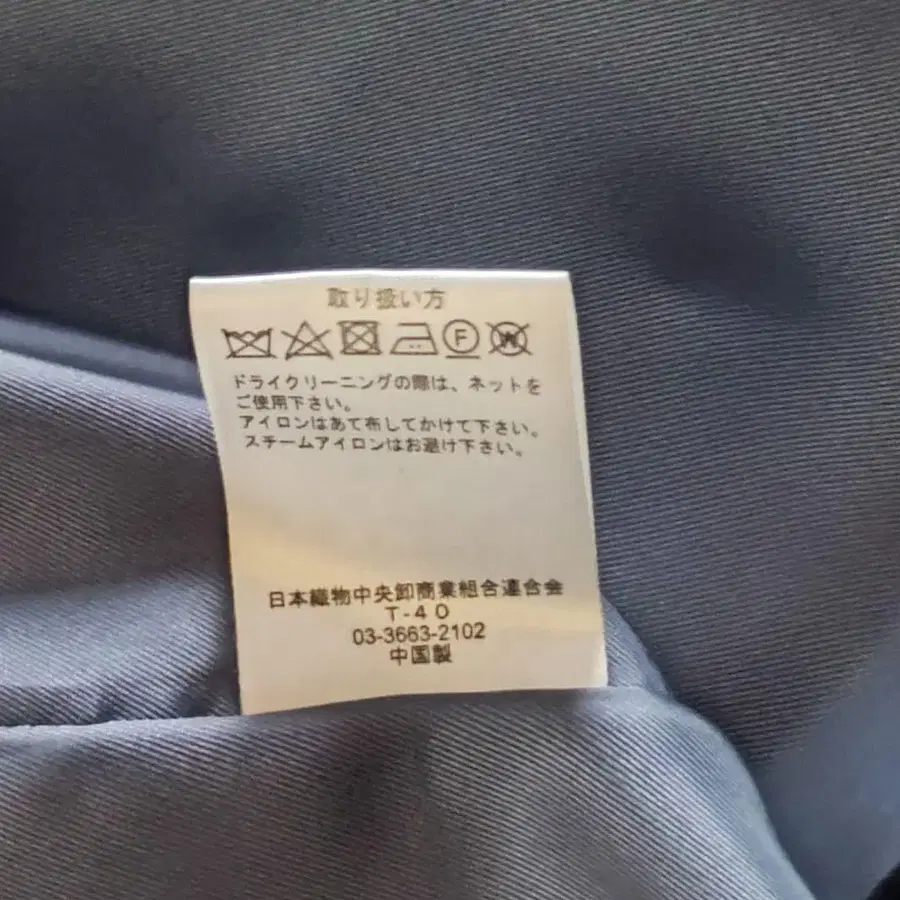 取り扱い方
F W
ドライクリーニングの際は、ネットを
ご使用下さい。
アイロンはあて布してかけて下さい。
スチームアイロンはお避け下さい。
日本織物中央卸商業組合連合会
T-40
03-3663-2102
中国製